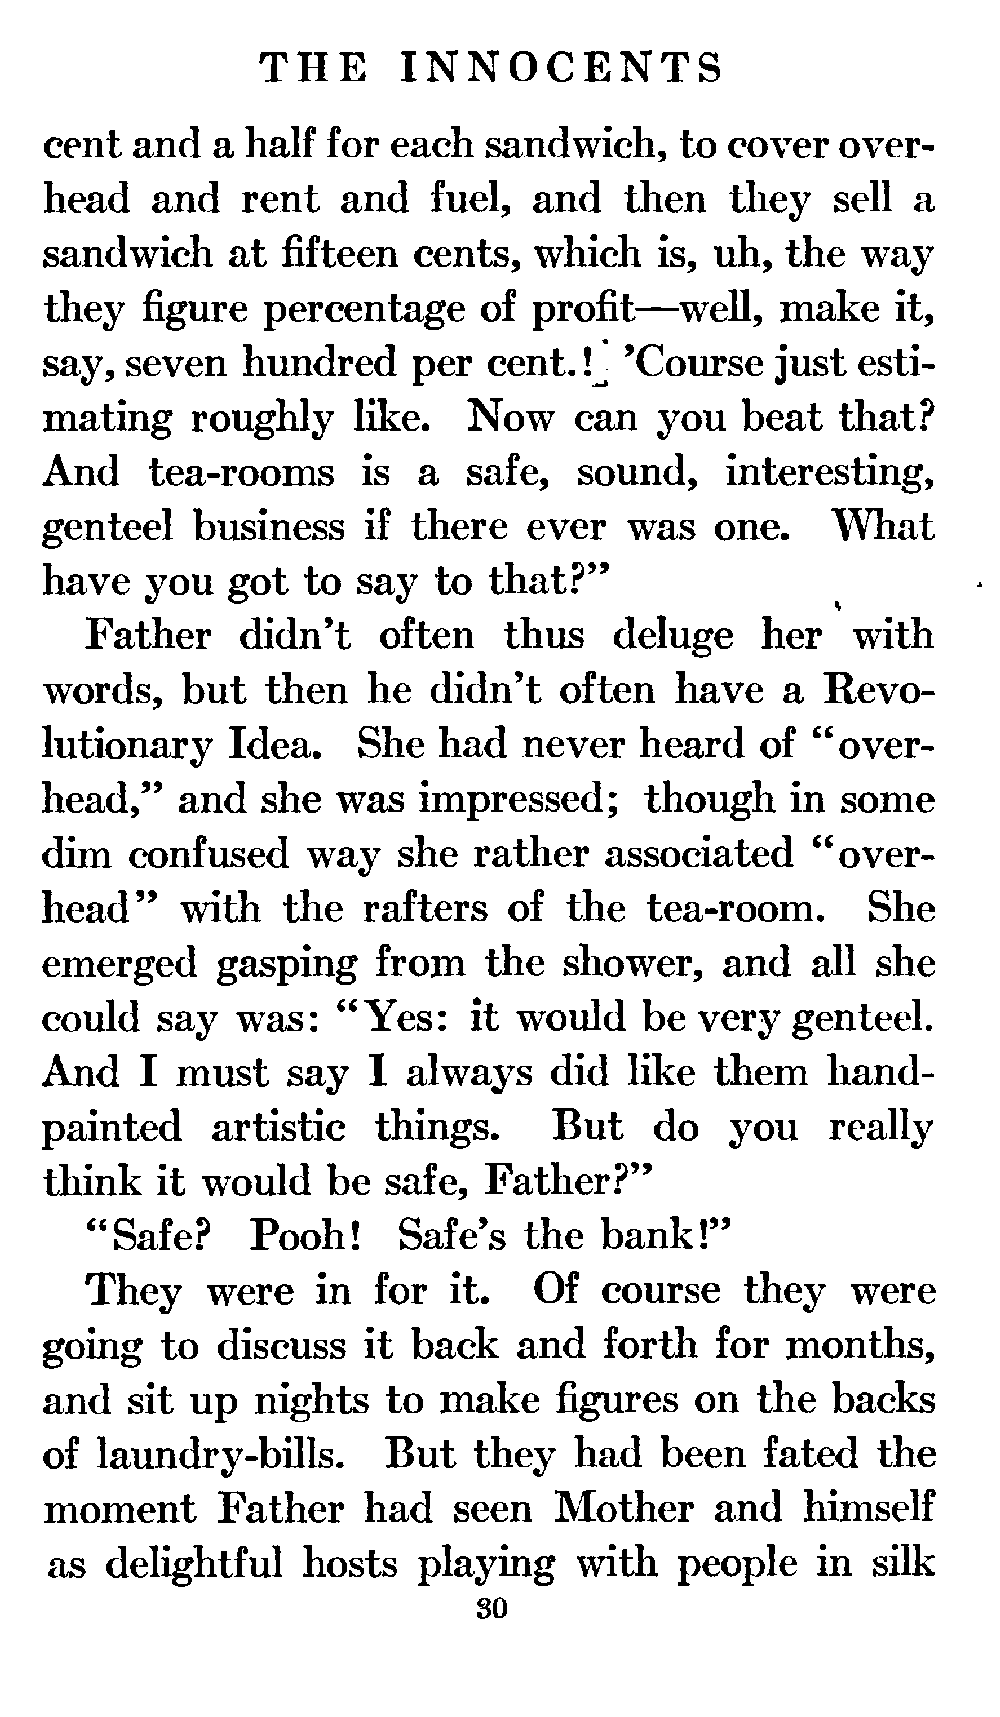 THE INNOCENTS
cent and a half for each sandwich, to cover over-
head and rent and fuel, and then they sell a
sandwich at fifteen cents, which is, uh, the way
they figure percentage of profit—well, make it,
say, seven hundred per cent.! ’Course just esti-
mating roughly like. Now can you beat that?
And tea-rooms is a safe, sound, interesting,
genteel business if there ever was one. What
have you got to say to that?”
Father didn’t often thus deluge her with
words, but then he didn’t often have a Revo-
lutionary Idea. She had never heard of “over-
head,” and she was impressed; though in some
dim confused way she rather associated “over-
head” with the rafters of the tea-room. She
emerged gasping from the shower, and all she
could say was: “Yes: it would be very genteel.
And I must say I always did like them hand-
painted artistic things. But do you really
think it would be safe, Father?”
“Safe? Pooh! Safe’s the bank!”
They were in for it. Of course they were
going to discuss it back and forth for months,
and sit up nights to make figures on the backs
of laundry-bills. But they had been fated the
moment Father had seen Mother and himself
as delightful hosts playing with people in silk
30